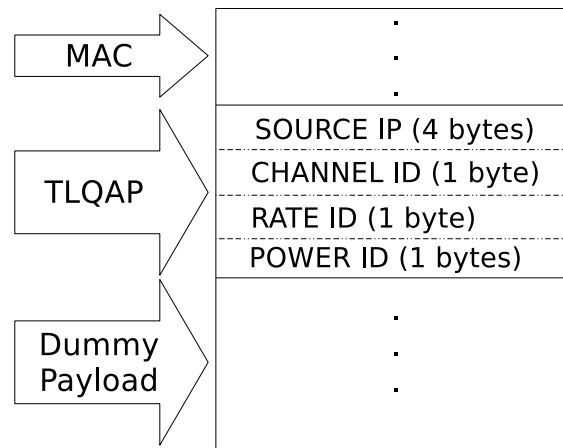 MAC
SOURCE IP (4 bytes)
CHANNEL ID (1 byte)
TLQAP
RATE ID (1 byte)
POWER ID (1 bytes)
Dummy
Payload